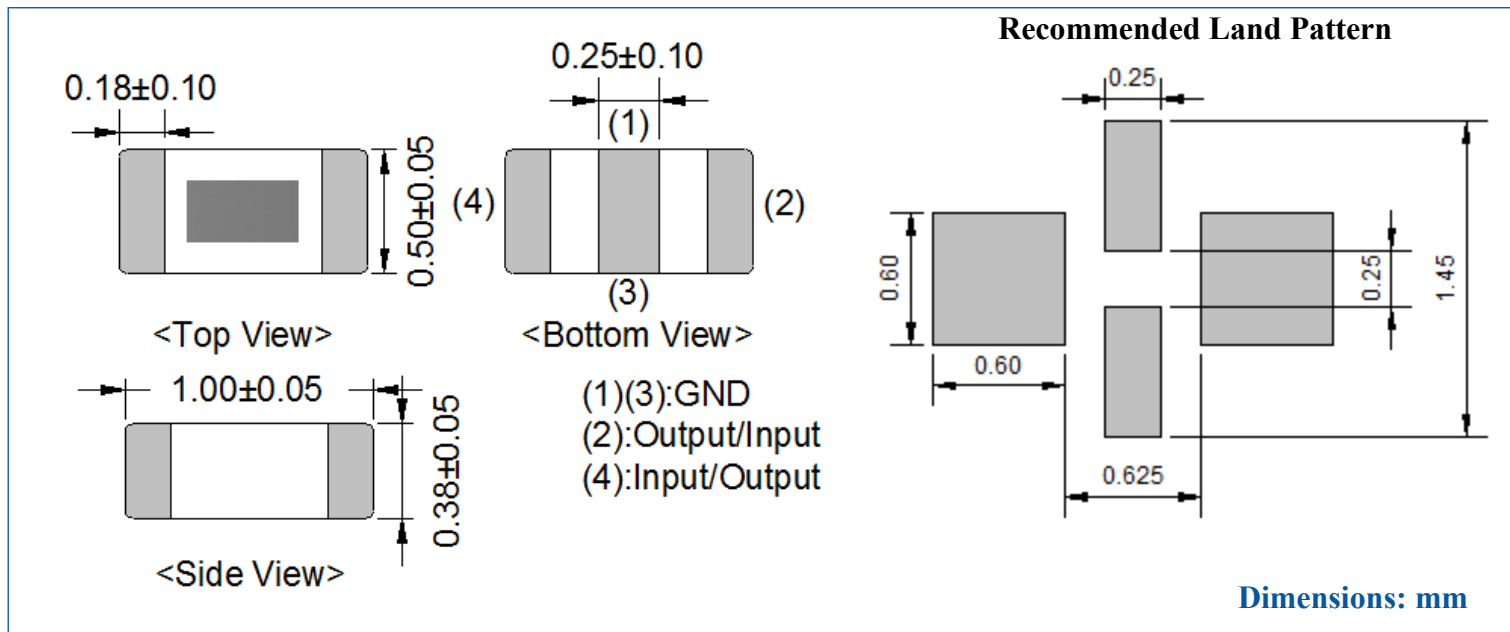 Recommended Land Pattern
0.25±0.10
0.18±0.10
(1)
0.50±0.05
(4)
(2)
(3)
<Top View>
<Bottom View>
1.00±0.05
0.38±0.05
<Side View>
(1)(3):GND
(2):Output/Input
(4):Input/Output
0.25
0.60
0.25
1.45
0.60
0.625
Dimensions: mm